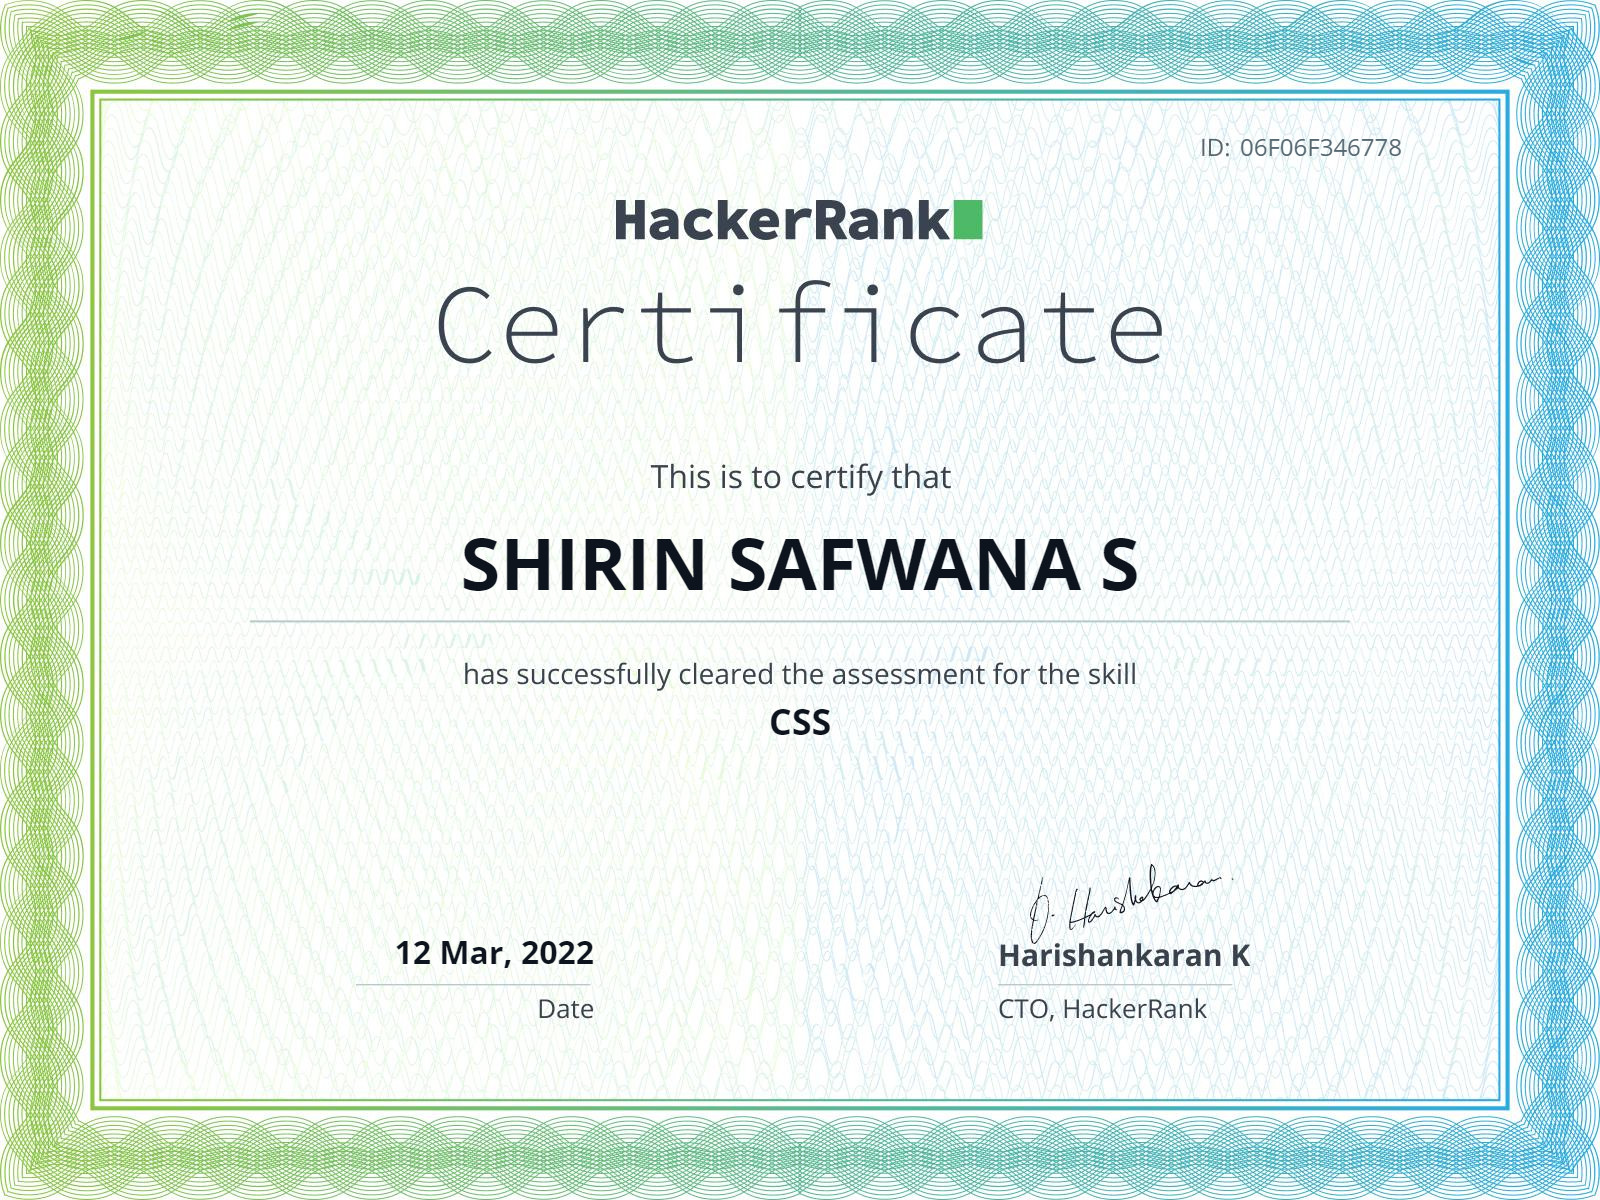 ID: 06F06F346778
HackerRank
Certificate
This is to certify that
SHIRIN SAFWANA S
has successfully cleared the assessment for the skill
CSS
12 Mar, 2022
Date
J. Harishankaran
Harishankaran K
CTO, HackerRank